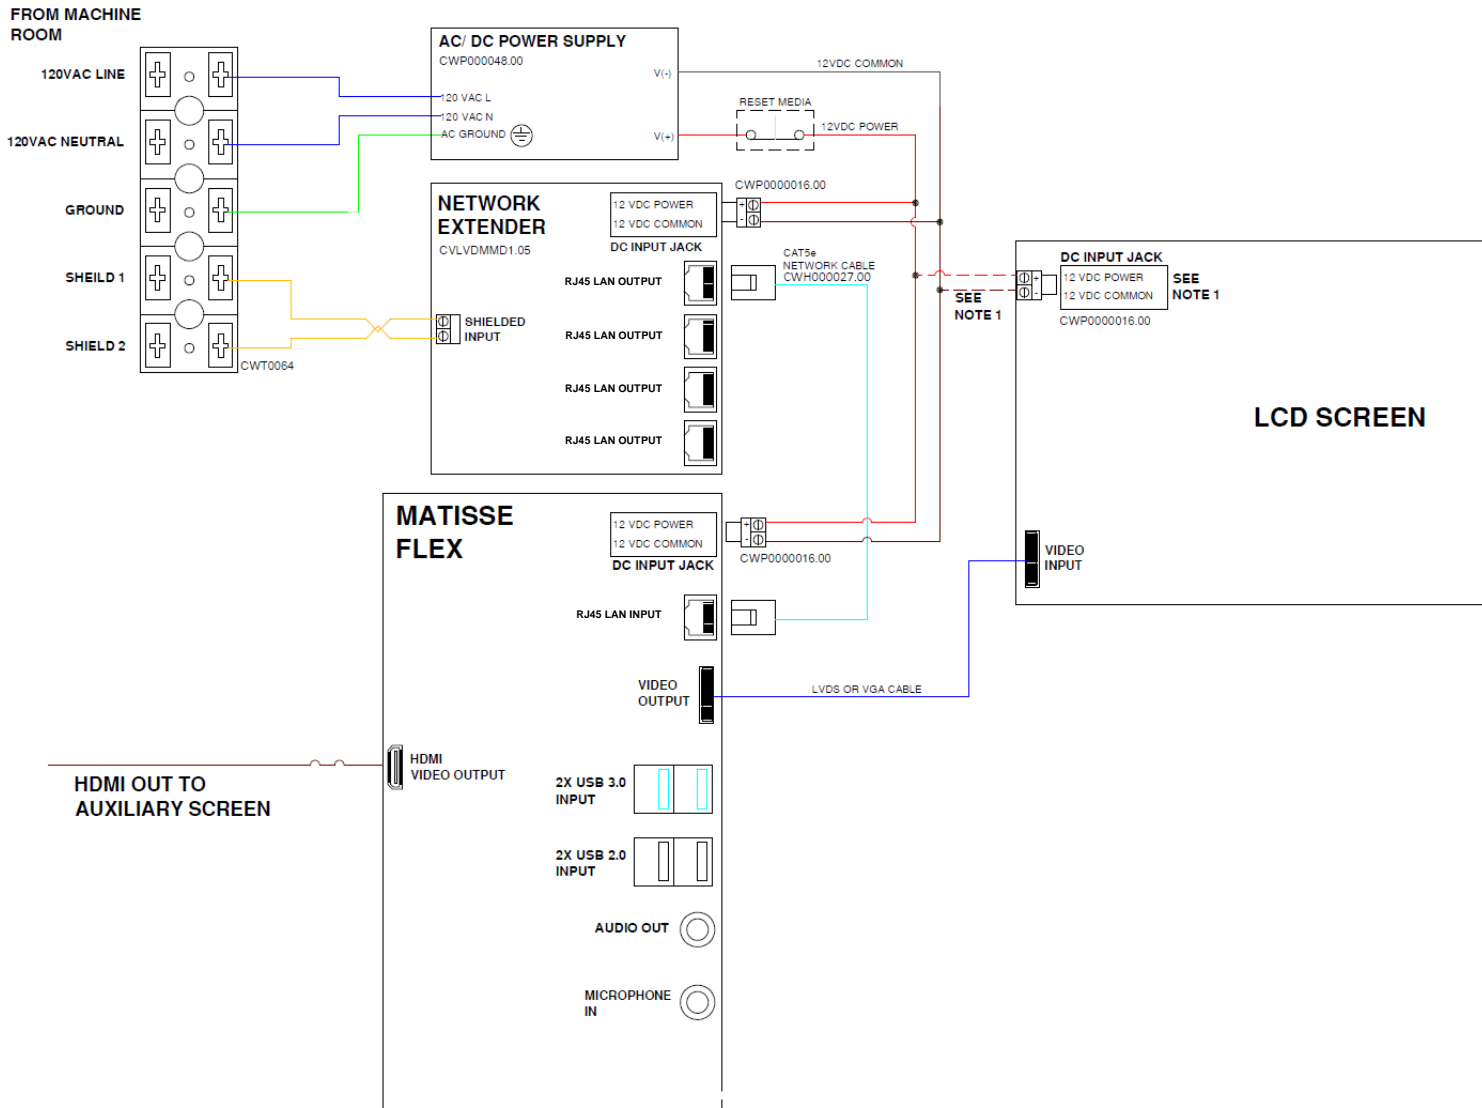 FROM MACHINE
ROOM
120VAC LINE
120VAC NEUTRAL
GROUND
SHEILD 1
SHIELD 2
CWT0064
AC/ DC POWER SUPPLY
CWP000048.00
V(-)
120 VAC L
120 VAC N
AC GROUND
V(+)
12VDC COMMON
RESET MEDIA
12VDC POWER
NETWORK
EXTENDER
CVLVDMMD1.05
12 VDC POWER
12 VDC COMMON
DC INPUT JACK
CWP0000016.00
+
-
RJ45 LAN OUTPUT
CAT5e
NETWORK CABLE
CWH000027.00
SHIELDED
INPUT
RJ45 LAN OUTPUT
RJ45 LAN OUTPUT
RJ45 LAN OUTPUT
SEE
NOTE 1
DC INPUT JACK
+
-
12 VDC POWER
12 VDC COMMON
SEE
NOTE 1
CWP0000016.00
LCD SCREEN
VIDEO
INPUT
MATISSE
FLEX
12 VDC POWER
12 VDC COMMON
DC INPUT JACK
+
-
CWP0000016.00
RJ45 LAN INPUT
VIDEO
OUTPUT
LVDS OR VGA CABLE
HDMI
VIDEO OUTPUT
HDMI OUT TO
AUXILIARY SCREEN
2X USB 3.0
INPUT
2X USB 2.0
INPUT
AUDIO OUT
MICROPHONE
IN